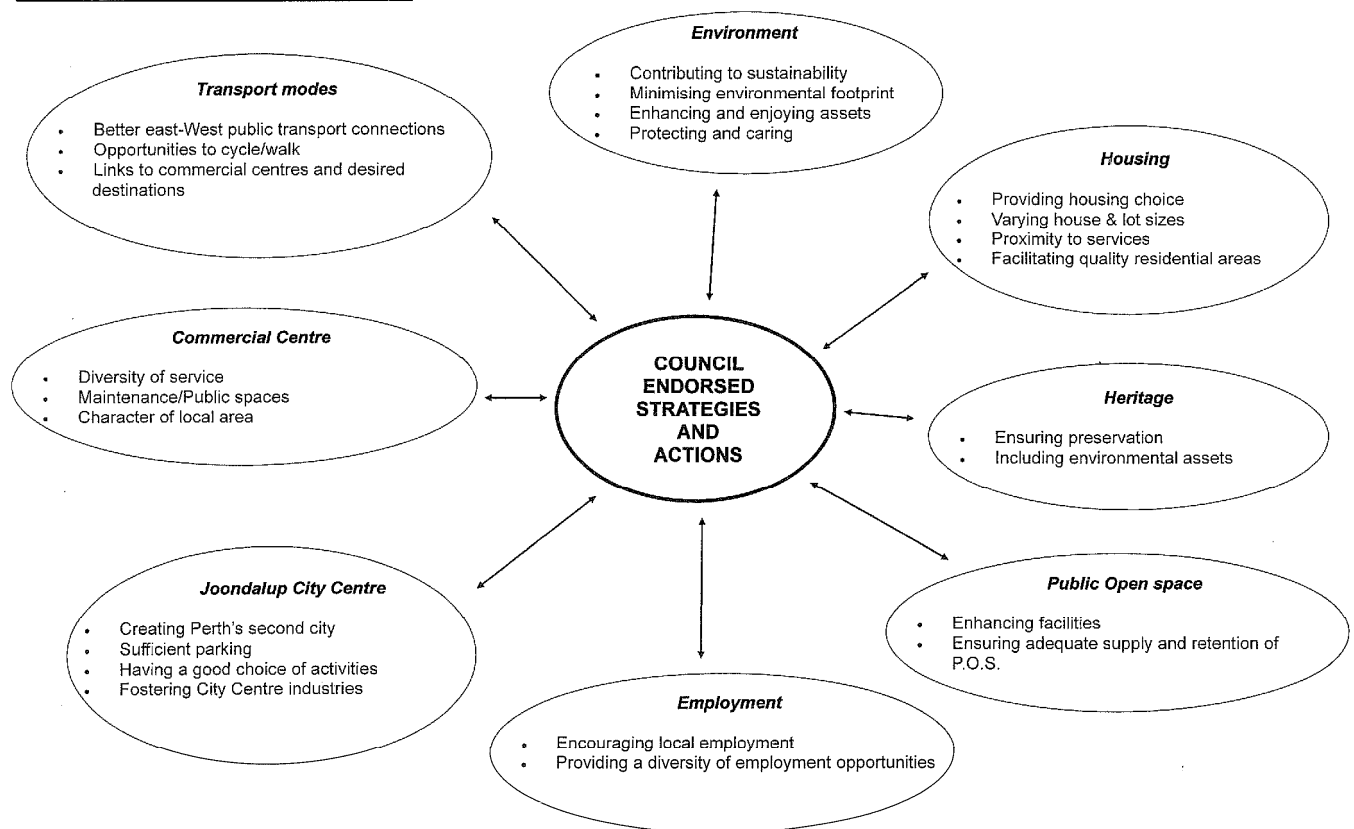 Environment
• Contributing to sustainability
• Minimising environmental footprint
• Enhancing and enjoying assets
• Protecting and caring
Transport modes
• Better east-West public transport connections
• Opportunities to cycle/walk
• Links to commercial centres and desired
destinations
Housing
• Providing housing choice
• Varying house & lot sizes
• Proximity to services
• Facilitating quality residential areas
Commercial Centre
• Diversity of service
• Maintenance/Public spaces
• Character of local area
COUNCIL
ENDORSED
STRATEGIES
AND
ACTIONS
Heritage
• Ensuring preservation
• Including environmental assets
Joondalup City Centre
• Creating Perth's second city
• Sufficient parking
• Having a good choice of activities
• Fostering City Centre industries
Public Open space
• Enhancing facilities
• Ensuring adequate supply and retention of
P.O.S.
Employment
• Encouraging local employment
• Providing a diversity of employment opportunities